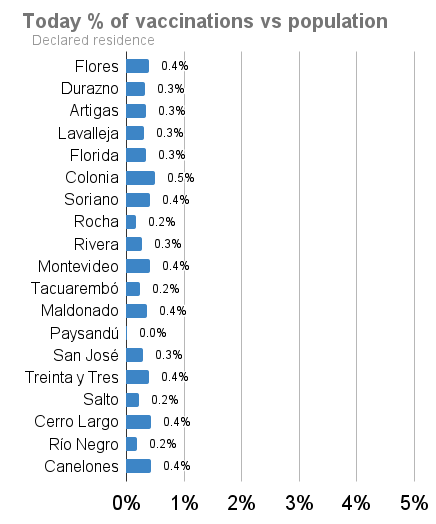 Today % of vaccinations vs population
Declared residence
Flores 0.4%
Durazno 0.3%
Artigas 0.3%
Lavalleja 0.3%
Florida 0.3%
Colonia 0.5%
Soriano 0.4%
Rocha 0.2%
Rivera 0.3%
Montevideo 0.4%
Tacuarembó 0.2%
Maldonado 0.4%
Paysandú 0.0%
San José 0.3%
Treinta y Tres 0.4%
Salto 0.2%
Cerro Largo 0.4%
Río Negro 0.2%
Canelones 0.4%
0% 1% 2% 3% 4% 5%